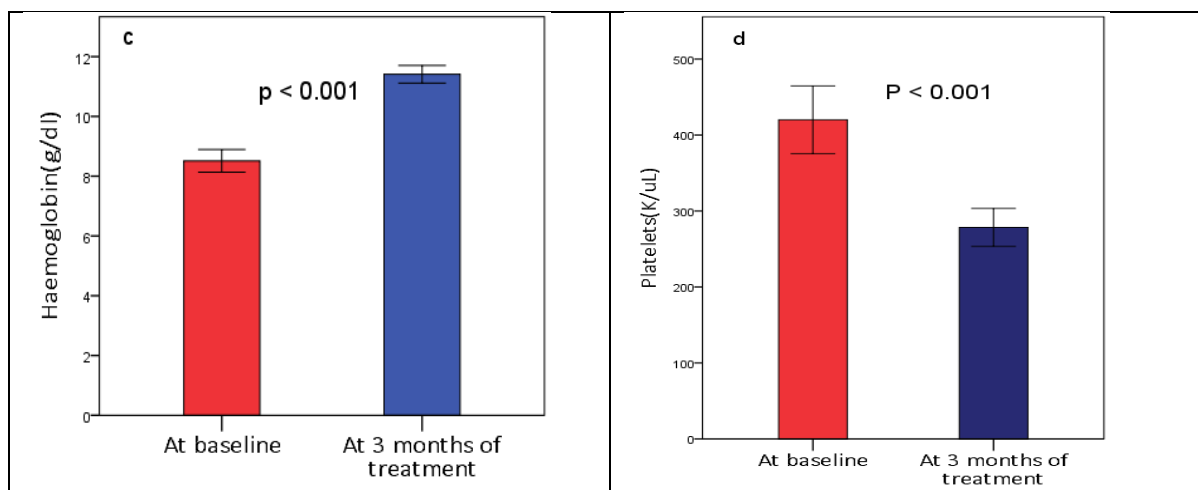 c
p < 0.001
Haemoglobin(g/dl)
12
10
8
6
4
2
0
At baseline
At 3 months of
treatment
d
P < 0.001
Platelets(K/uL)
500
400
300
200
100
0
At baseline
At 3 months of
treatment